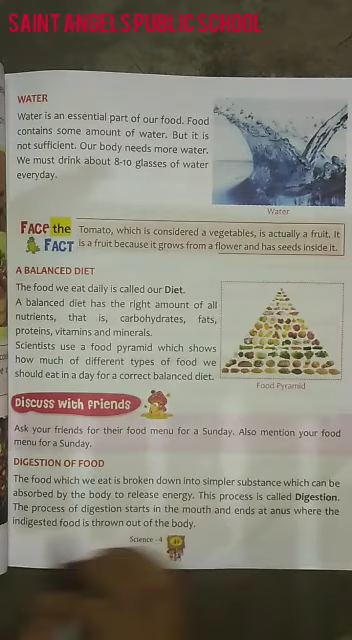 SAINT ANGELS PUBLIC SCHOOL
WATER
Water is an essential part of our food. Food
contains some amount of water. But it is
not sufficient. Our body needs more water.
We must drink about 8-10 glasses of water
everyday.
Water
FACE the FACT
Tomato, which is considered a vegetables, is actually a fruit. It
is a fruit because it grows from a flower and has seeds inside it.
A BALANCED DIET
The food we eat daily is called our Diet.
A balanced diet has the right amount of all
nutrients, that is, carbohydrates, fats,
proteins, vitamins and minerals.
Scientists use a food pyramid which shows
how much of different types of food we
should eat in a day for a correct balanced diet.
Food Pyramid
Discuss with Friends
Ask your friends for their food menu for a Sunday. Also mention your food
menu for a Sunday.
DIGESTION OF FOOD
The food which we eat is broken down into simpler substance which can be
absorbed by the body to release energy. This process is called Digestion.
The process of digestion starts in the mouth and ends at anus where the
indigested food is thrown out of the body.
Science - 4